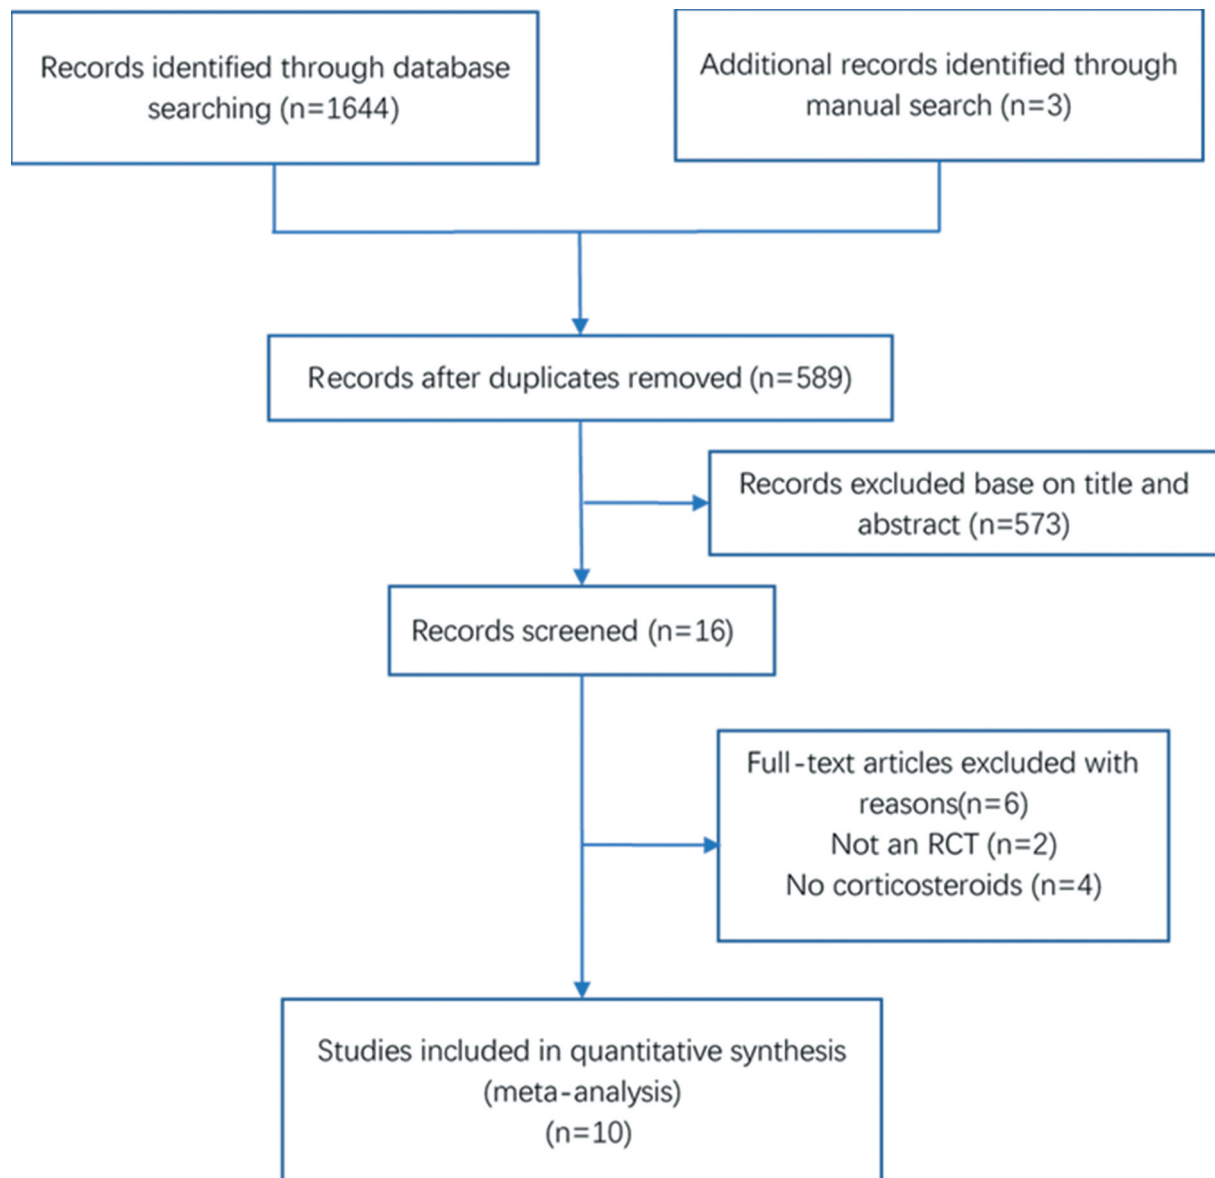 Records identified through database
searching (n=1644)
Additional records identified through
manual search (n=3)
Records after duplicates removed (n=589)
Records excluded base on title and
abstract (n=573)
Records screened (n=16)
Full-text articles excluded with
reasons(n=6)
Not an RCT (n=2)
No corticosteroids (n=4)
Studies included in quantitative synthesis
(meta-analysis)
(n=10)